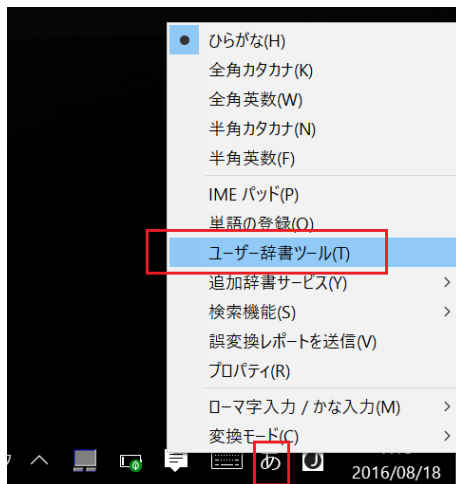 ひらがな(H)
全角カタカナ(K)
全角英数(W)
半角カタカナ(N)
半角英数(F)
IME パッド(P)
単語の登録(O)
ユーザー辞書ツール(T)
追加辞書サービス(Y)
検索機能(S)
誤変換レポートを送信(V)
プロパティ(R)
ローマ字入力 / かな入力(M)
変換モード(C)
あ
2016/08/18